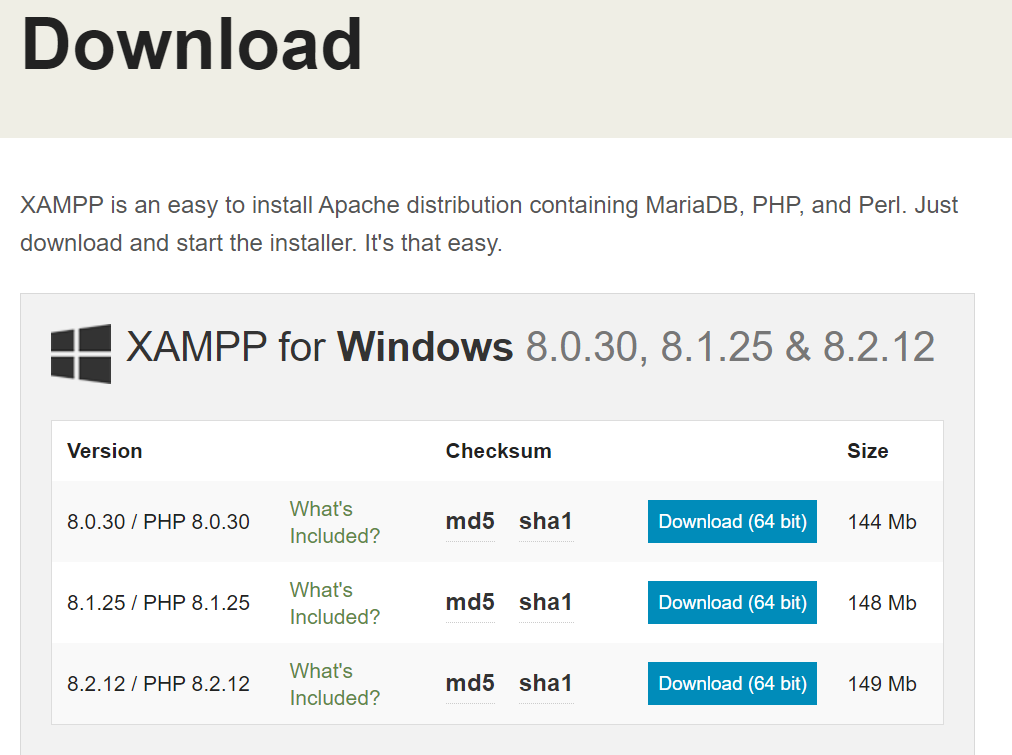 Download
XAMPP is an easy to install Apache distribution containing MariaDB, PHP, and Perl. Just
download and start the installer. It's that easy.
XAMPP for Windows 8.0.30, 8.1.25 & 8.2.12
Version Checksum Size
8.0.30 / PHP 8.0.30 What's Included? md5 sha1 Download (64 bit) 144 Mb
8.1.25 / PHP 8.1.25 What's Included? md5 sha1 Download (64 bit) 148 Mb
8.2.12 / PHP 8.2.12 What's Included? md5 sha1 Download (64 bit) 149 Mb